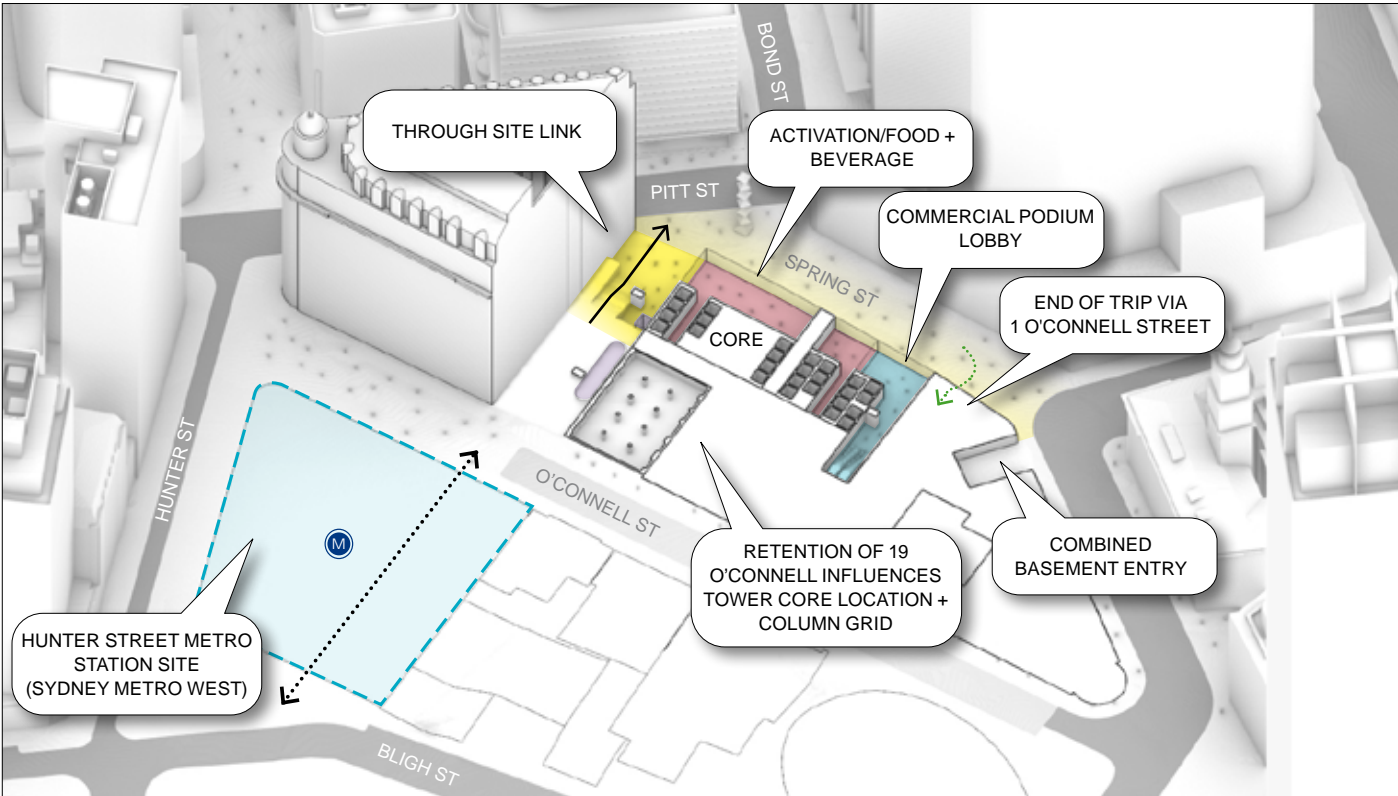 BOND ST
THROUGH SITE LINK
ACTIVATION/FOOD +
BEVERAGE
PITT ST
COMMERCIAL PODIUM
LOBBY
SPRING ST
END OF TRIP VIA
1 O'CONNELL STREET
CORE
HUNTER ST
O'CONNELL ST
M
RETENTION OF 19
O'CONNELL INFLUENCES
TOWER CORE LOCATION +
COLUMN GRID
COMBINED
BASEMENT ENTRY
HUNTER STREET METRO
STATION SITE
(SYDNEY METRO WEST)
BLIGH ST